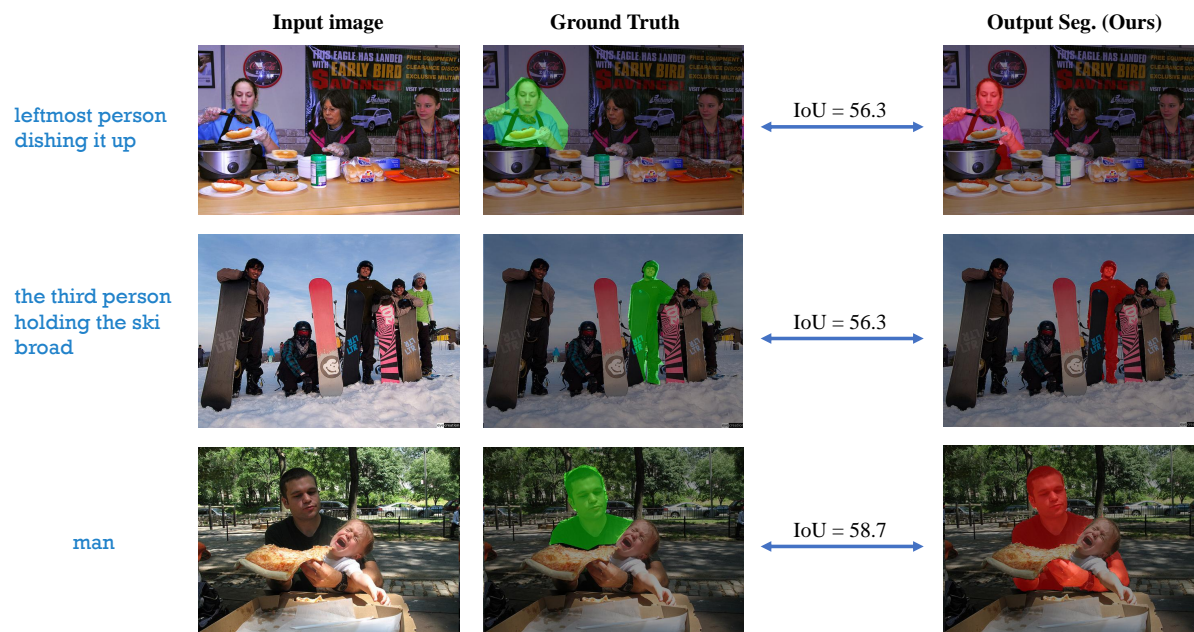 Input image
Ground Truth
Output Seg. (Ours)
leftmost person
dishing it up
THIS EAGLE HAS LANDED
WITH EARLY BIRD
SAVINGS!
FREE EQUIPMENT
CLEARANCE
EXCLUSIVE MILITAR
IoU = 56.3
the third person
holding the ski
broad
IoU = 56.3
man
IoU = 58.7